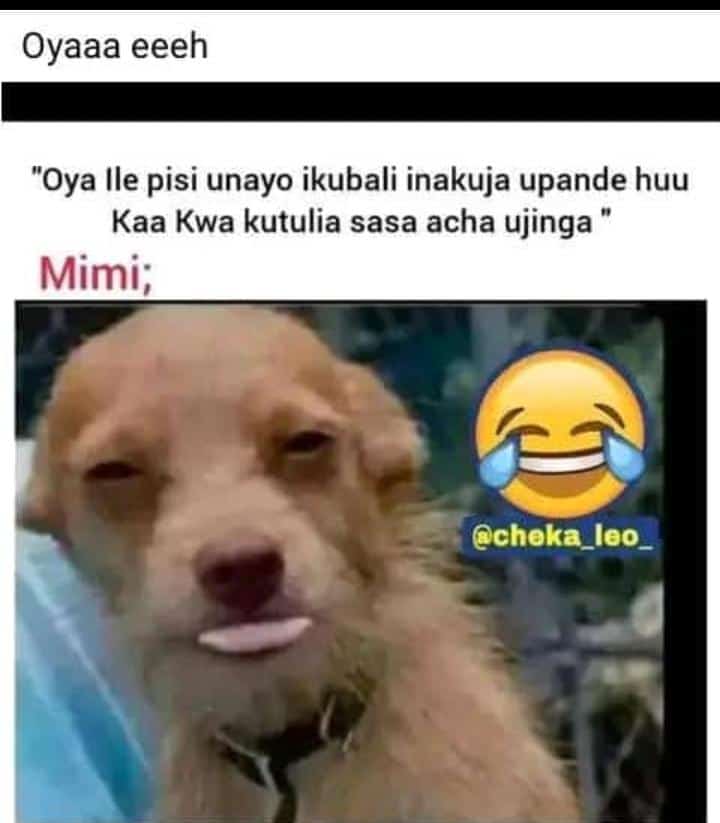 Oyaaa eeeh
"Oya Ile pisi unayo ikubali inakuja upande huu
Kaa Kwa kutulia sasa acha ujinga "
Mimi;
@cheka_leo_